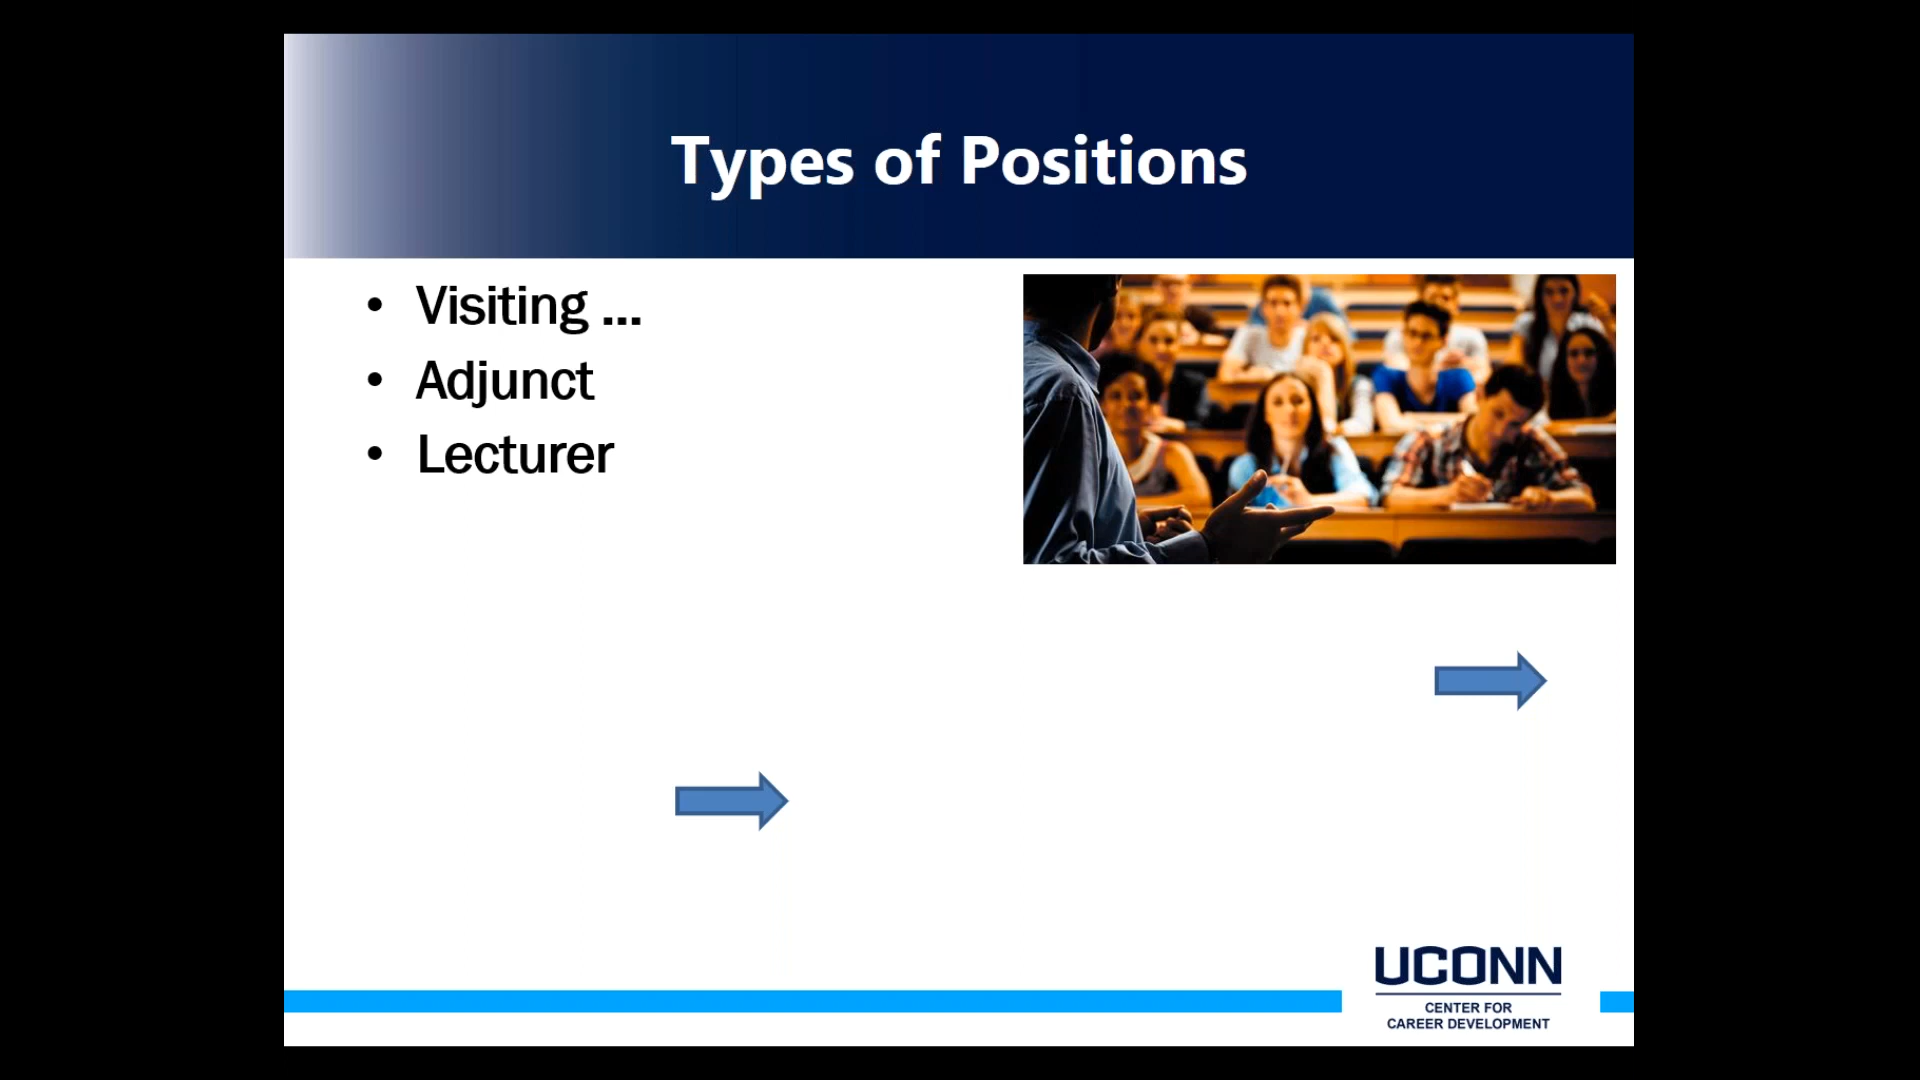 Types of Positions
• Visiting ...
• Adjunct
• Lecturer
UCONN
CENTER FOR
CAREER DEVELOPMENT